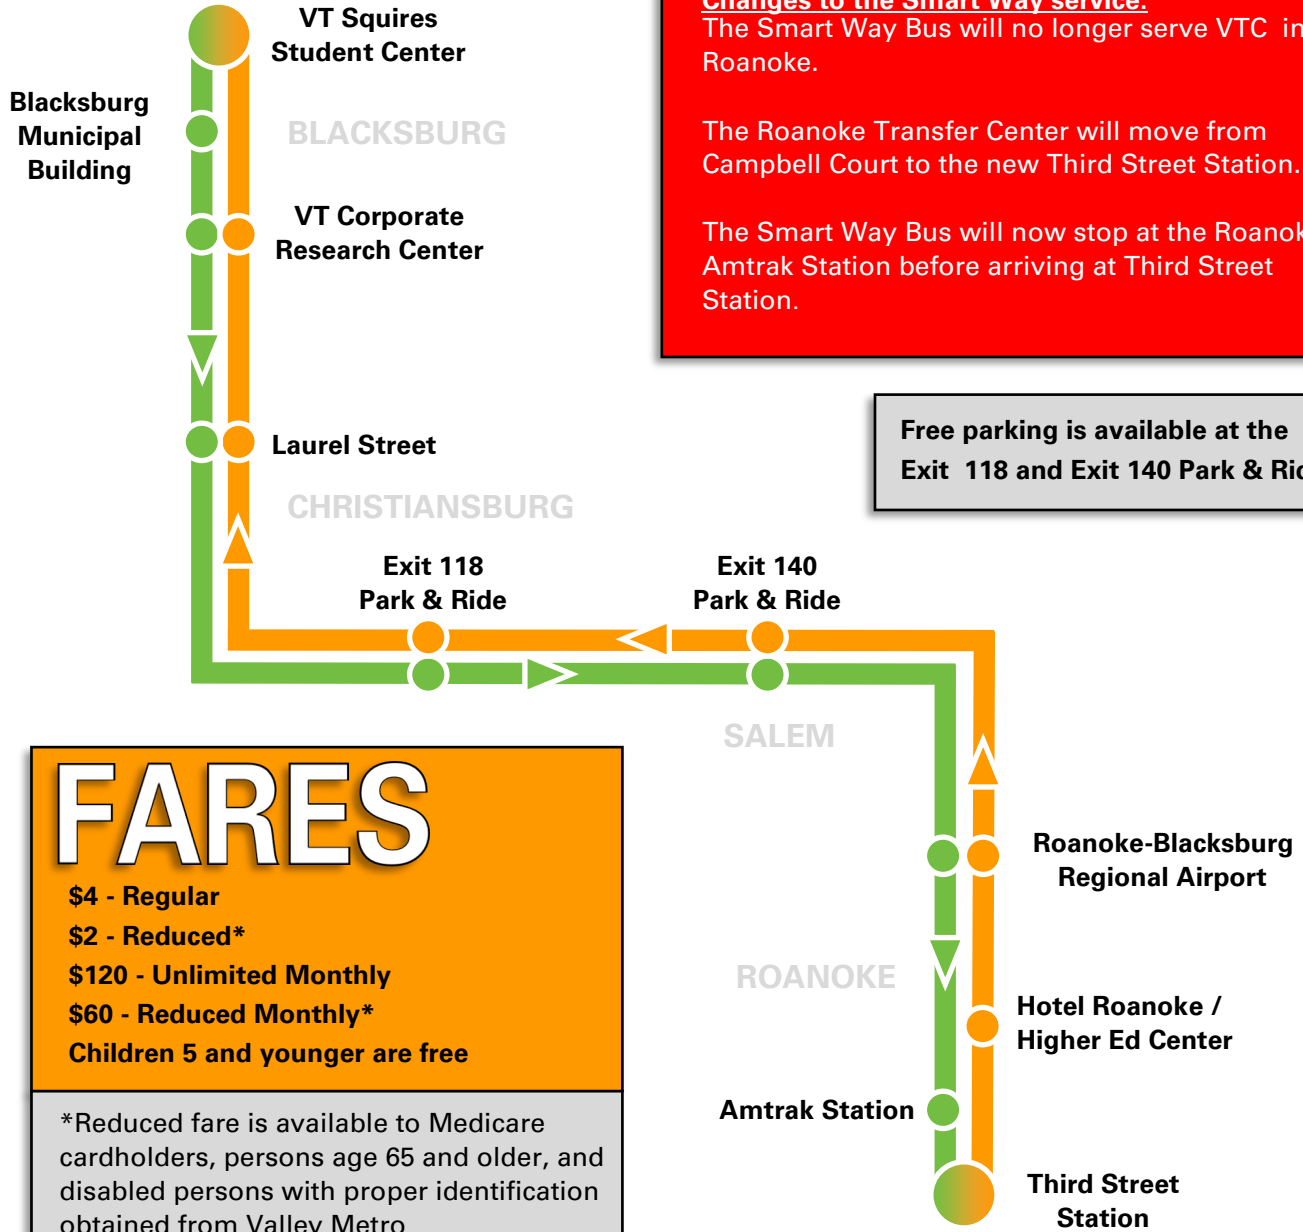 VT Squires
Student Center
Changes to the Smart Way service:
The Smart Way Bus will no longer serve VTC in
Roanoke.
The Roanoke Transfer Center will move from
Campbell Court to the new Third Street Station.
The Smart Way Bus will now stop at the
Amtrak Station before arriving at Third Street
Station.
Blacksburg
Municipal
Building
BLACKSBURG
VT Corporate
Research Center
Free parking is available at the
Exit 118 and Exit 140 Park &
Laurel Street
CHRISTIANSBURG
Exit 118
Park & Ride
Exit 140
Park & Ride
SALEM
FARES
$4 - Regular
$2 - Reduced*
$120 - Unlimited Monthly
$60 - Reduced Monthly*
Children 5 and younger are free
*Reduced fare is available to Medicare
cardholders, persons age 65 and older, and
disabled persons with proper identification
obtained from Valley Metro
Roanoke-Blacksburg
Regional Airport
ROANOKE
Hotel Roanoke /
Higher Ed Center
Amtrak Station
Third Street
Station